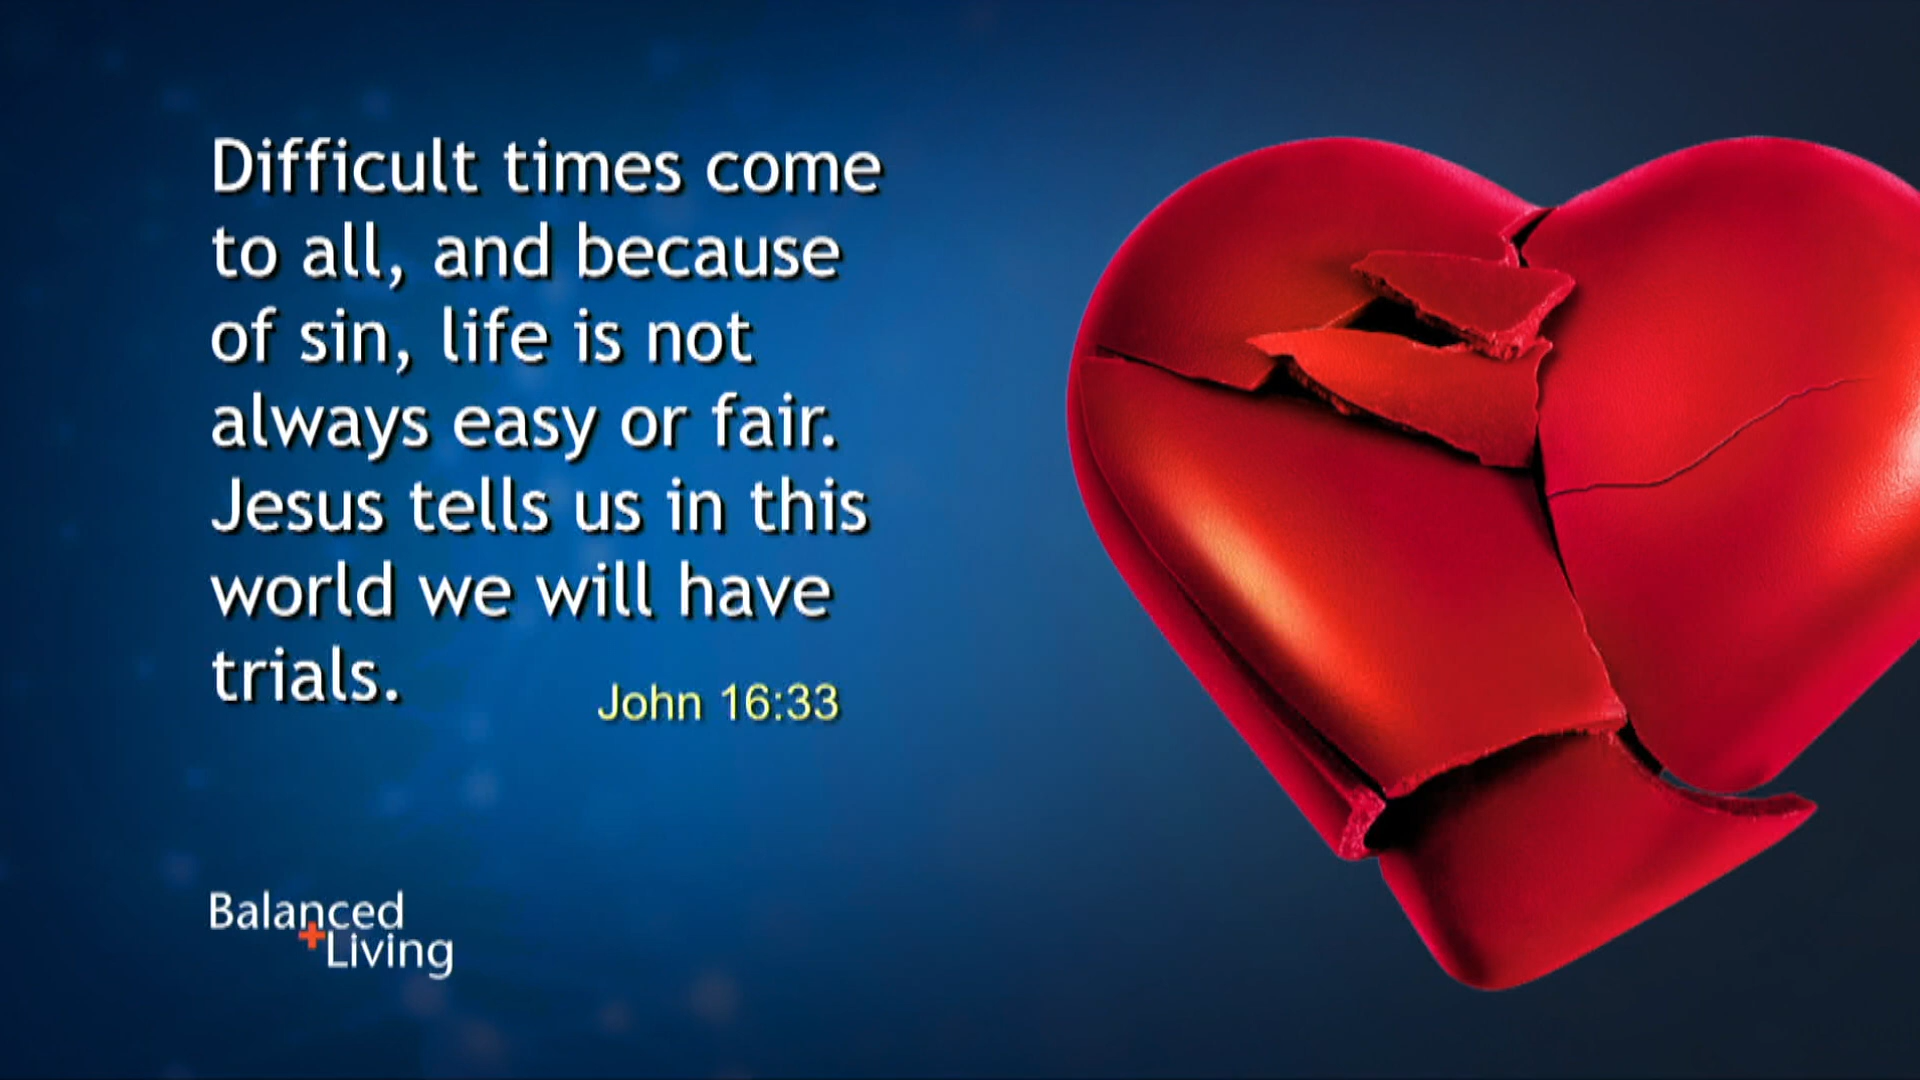 Difficult times come
to all, and because
of sin, life is not
always easy or fair.
Jesus tells us in this
world we will have
trials.
John 16:33
Balanced
Living